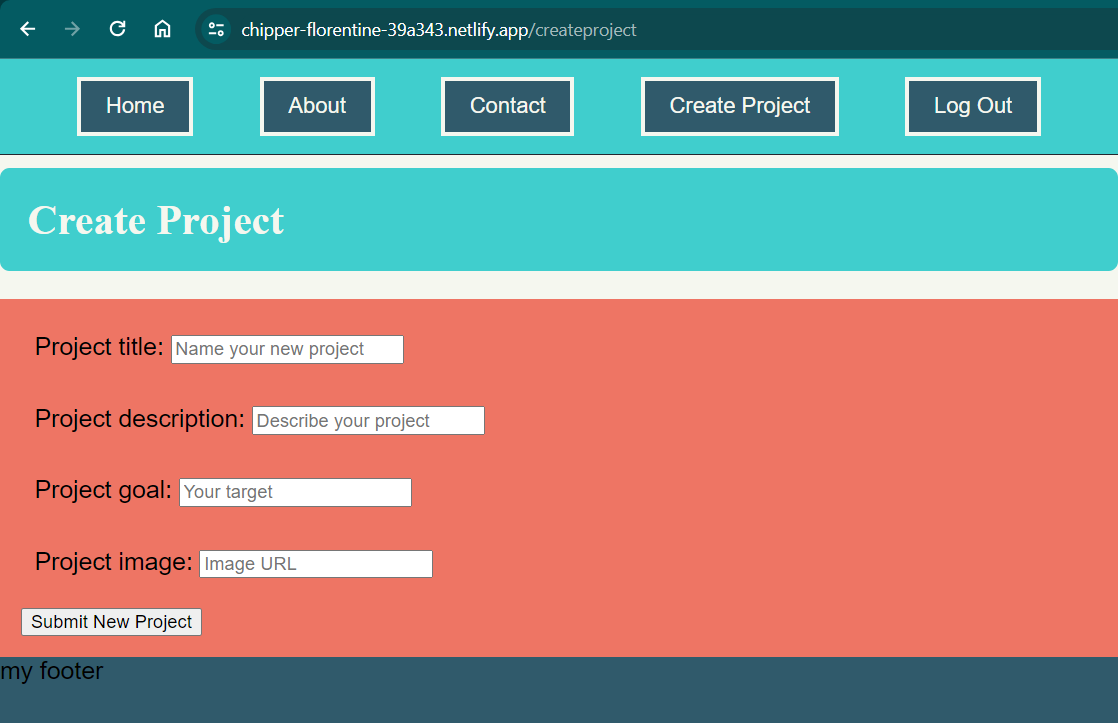 chipper-florentine-39a343.netlify.app/createproject
Home About Contact Create Project Log Out
Create Project
Project title: Name your new project
Project description: Describe your project
Project goal: Your target
Project image: Image URL
Submit New Project
my footer